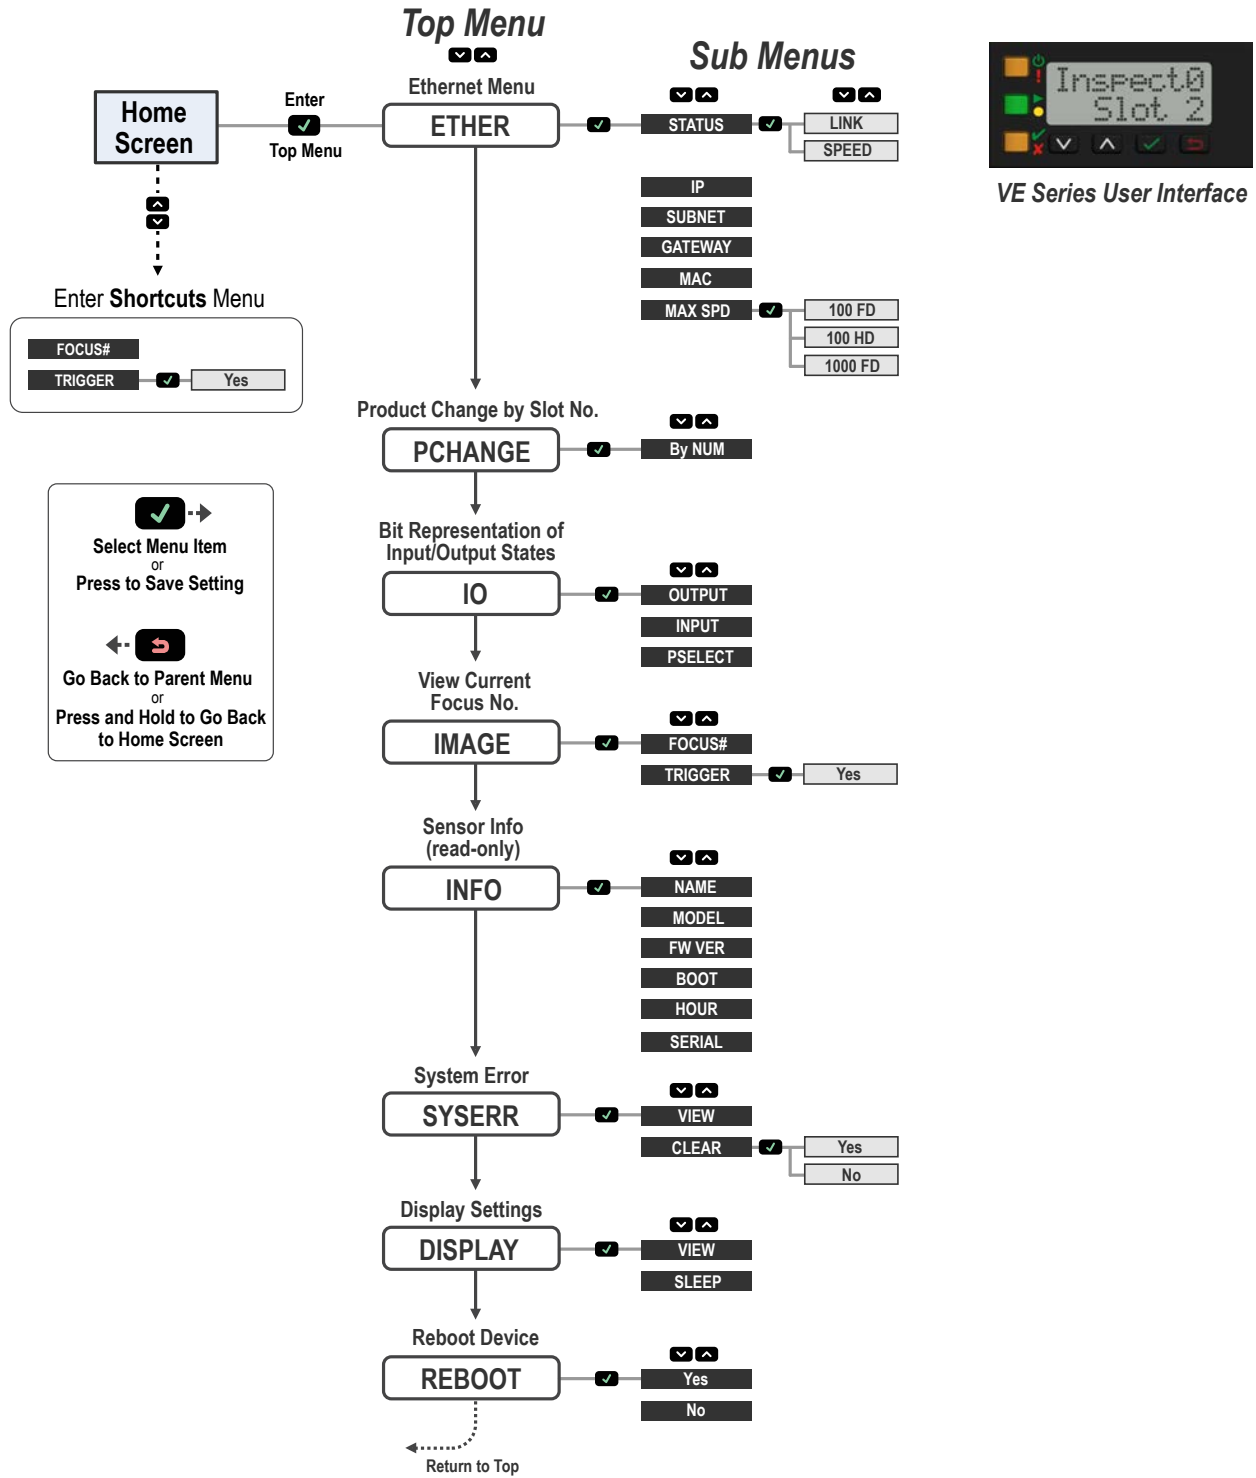 Top Menu
Sub Menus
Ethernet Menu
Home
Screen
Enter
Top Menu
ETHER
STATUS
LINK
SPEED
Inspect0
Slot 2
VE Series User Interface
IP
SUBNET
GATEWAY
MAC
MAX SPD
100 FD
100 HD
1000 FD
Enter Shortcuts Menu
FOCUS#
TRIGGER
Yes
Product Change by Slot No.
PCHANGE
By NUM
Select Menu Item
or
Press to Save Setting
Go Back to Parent Menu
or
Press and Hold to Go Back
to Home Screen
Bit Representation of
Input/Output States
IO
OUTPUT
INPUT
PSELECT
View Current
Focus No.
IMAGE
FOCUS#
TRIGGER
Yes
Sensor Info
(read-only)
INFO
NAME
MODEL
FW VER
BOOT
HOUR
SERIAL
System Error
SYSERR
VIEW
CLEAR
Yes
No
Display Settings
DISPLAY
VIEW
SLEEP
Reboot Device
REBOOT
Yes
No
Return to Top